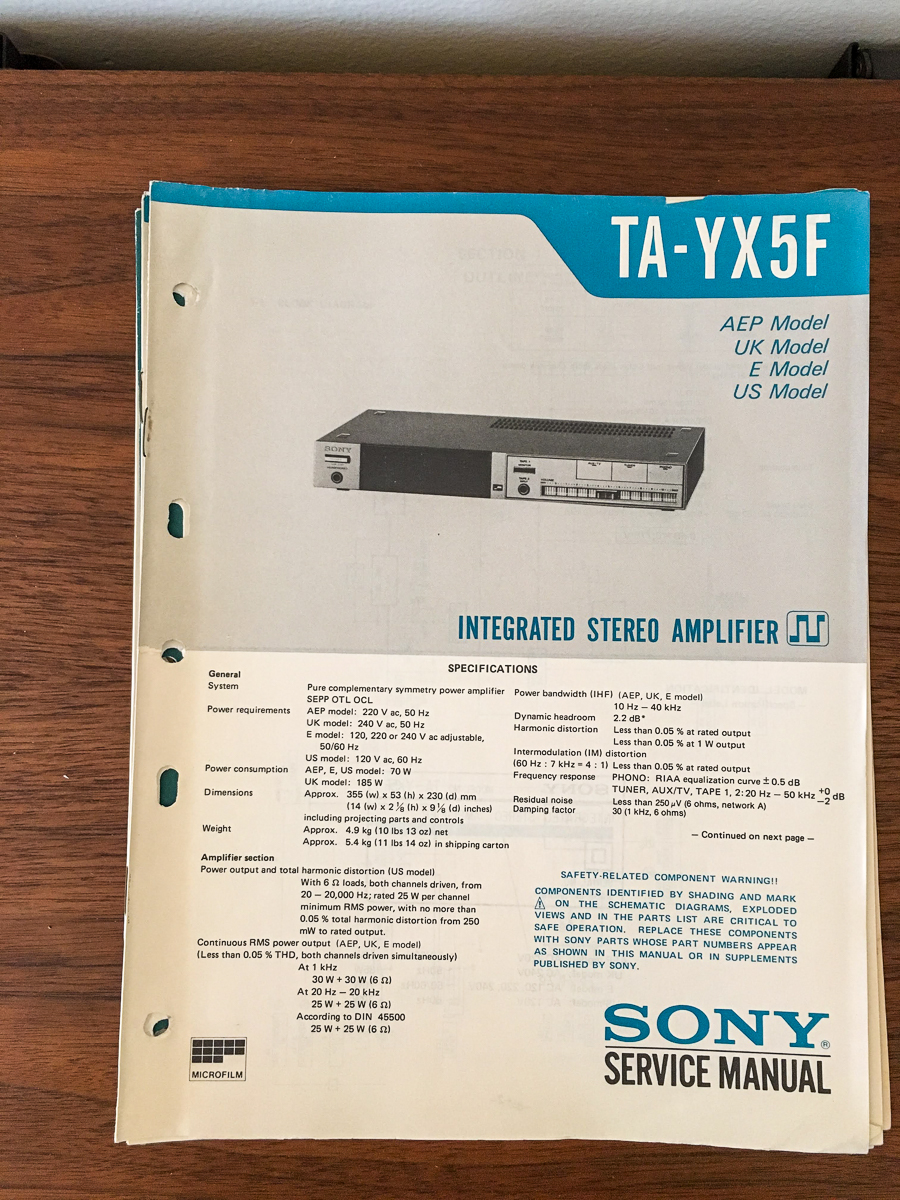 TA-YX5F
AEP Model
UK Model
E Model
US Model
SONY
INTEGRATED STEREO AMPLIFIER
SPECIFICATIONS
General
System Pure complementary symmetry power amplifier
SEPP OTL OCL
Power requirements AEP model: 220 V ac, 50 Hz
UK model: 240 V ac, 50 Hz
E model: 120, 220 or 240 V ac adjustable,
50/60 Hz
US model: 120 V ac, 60 Hz
Power consumption AEP, E, US model: 70 W
UK model: 185 W
Dimensions Approx. 355 (w) x 53 (h) x 230 (d) mm
(14 (w) x 2 1/8 (h) x 9 1/8 (d) inches)
including projecting parts and controls
Weight Approx. 4.9 kg (10 lbs 13 oz) net
Approx. 5.4 kg (11 lbs 14 oz) in shipping carton
Amplifier section
Power output and total harmonic distortion (US model)
With 6 Ω loads, both channels driven, from
20 – 20,000 Hz; rated 25 W per channel
minimum RMS power, with no more than
0.05 % total harmonic distortion from 250
mW to rated output.
Continuous RMS power output (AEP, UK, E model)
(Less than 0.05 % THD, both channels driven simultaneously)
At 1 kHz
30 W + 30 W (6 Ω)
At 20 Hz – 20 kHz
25 W + 25 W (6 Ω)
According to DIN 45500
25 W + 25 W (6 Ω)
MICROFILM
Power bandwidth (IHF) (AEP, UK, E model)
10 Hz – 40 kHz
Dynamic headroom 2.2 dB*
Harmonic distortion Less than 0.05 % at rated output
Less than 0.05 % at 1 W output
Intermodulation (IM) distortion
(60 Hz : 7 kHz = 4 : 1) Less than 0.05 % at rated output
Frequency response PHONO: RIAA equalization curve ± 0.5 dB
TUNER, AUX/TV, TAPE 1, 2: 20 Hz – 50 kHz +0 −2 dB
Residual noise Less than 250 μV (6 ohms, network A)
Damping factor 30 (1 kHz, 6 ohms)
– Continued on next page –
SAFETY-RELATED COMPONENT WARNING!!
COMPONENTS IDENTIFIED BY SHADING AND MARK
⚠ ON THE SCHEMATIC DIAGRAMS, EXPLODED
VIEWS AND IN THE PARTS LIST ARE CRITICAL TO
SAFE OPERATION. REPLACE THESE COMPONENTS
WITH SONY PARTS WHOSE PART NUMBERS APPEAR
AS SHOWN IN THIS MANUAL OR IN SUPPLEMENTS
PUBLISHED BY SONY.
SONY®
SERVICE MANUAL